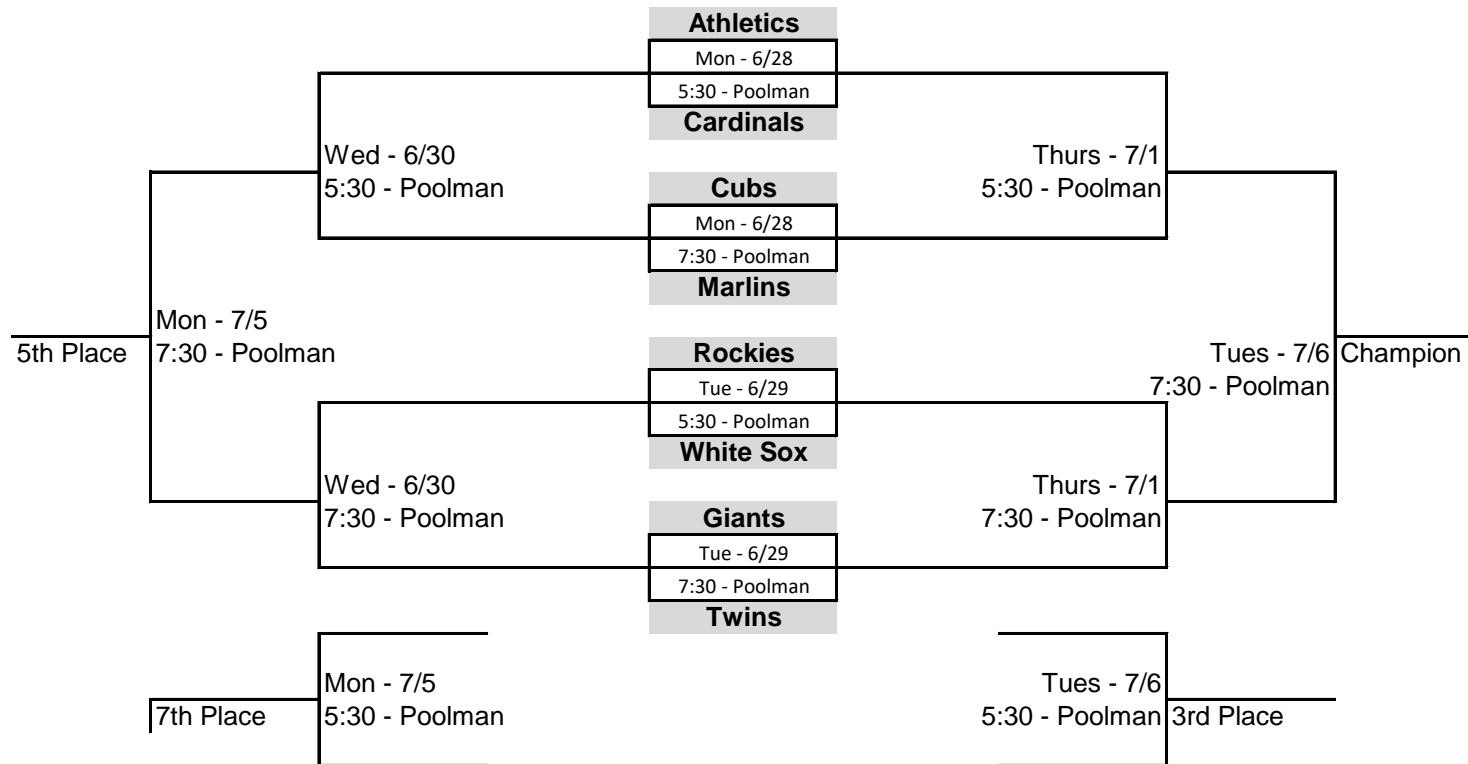 Athletics
Mon - 6/28
5:30 - Poolman
Cardinals
Wed - 6/30
5:30 - Poolman
Thurs - 7/1
5:30 - Poolman
Cubs
Mon - 6/28
7:30 - Poolman
Marlins
Mon - 7/5
5th Place 7:30 - Poolman
Rockies
Tue - 6/29
5:30 - Poolman
White Sox
Tues - 7/6 Champion
7:30 - Poolman
Wed - 6/30
7:30 - Poolman
Thurs - 7/1
7:30 - Poolman
Giants
Tue - 6/29
7:30 - Poolman
Twins
Mon - 7/5
7th Place 5:30 - Poolman
Tues - 7/6
5:30 - Poolman 3rd Place